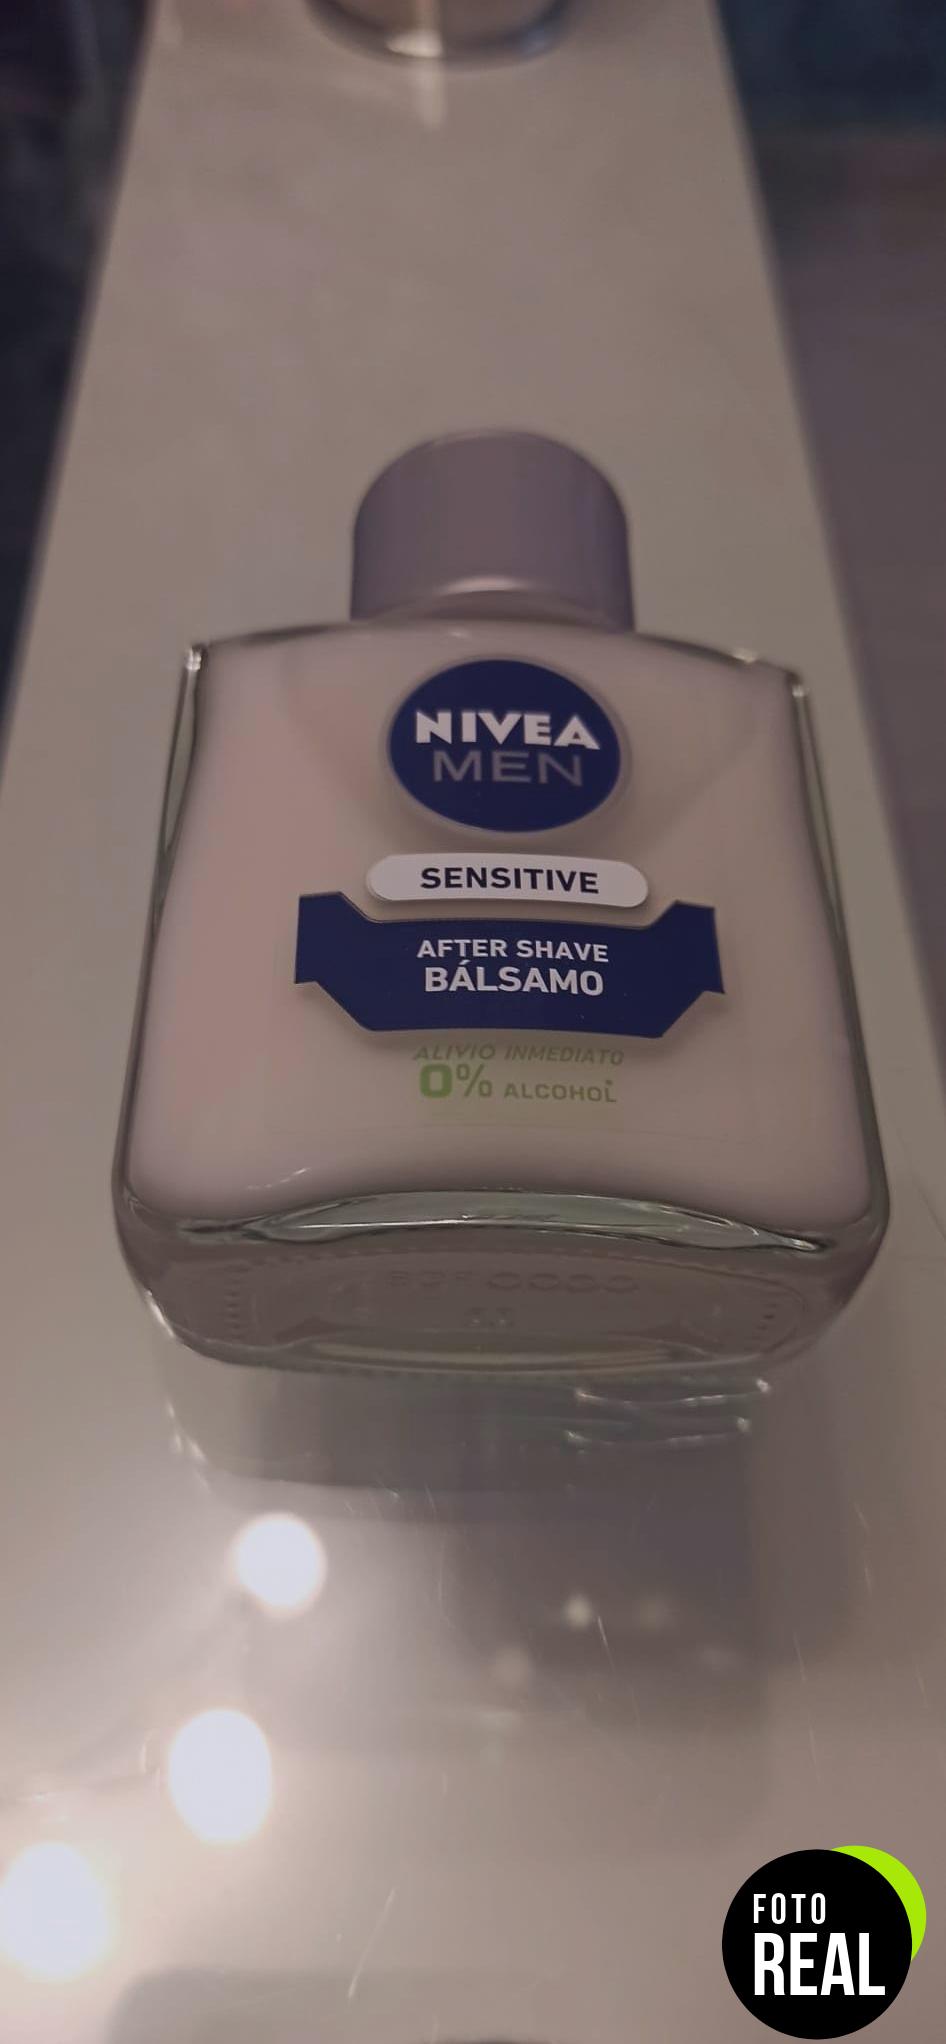 NIVEA
MEN
SENSITIVE
AFTER SHAVE
BÁLSAMO
ALIVIO INMEDIATO
0% ALCOHOL*
FOTO
REAL